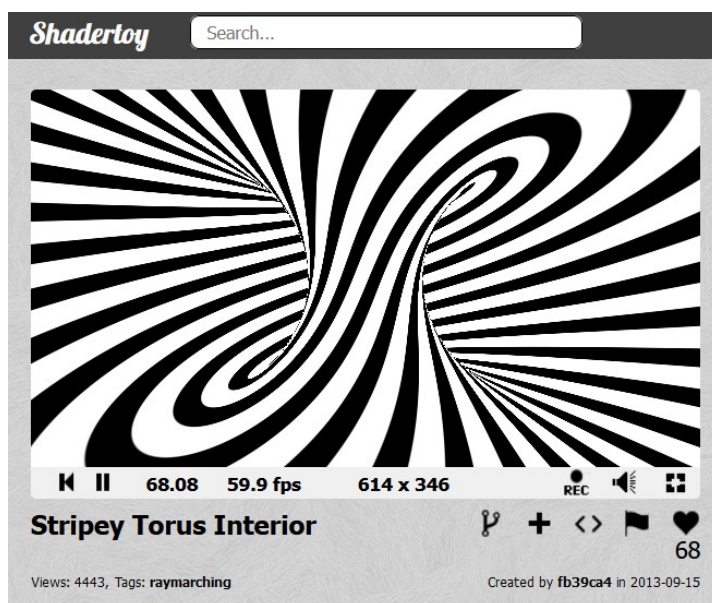 Shadertoy
Search...
68.08 59.9 fps 614 x 346 REC
Stripey Torus Interior
68
Views: 4443, Tags: raymarching Created by fb39ca4 in 2013-09-15